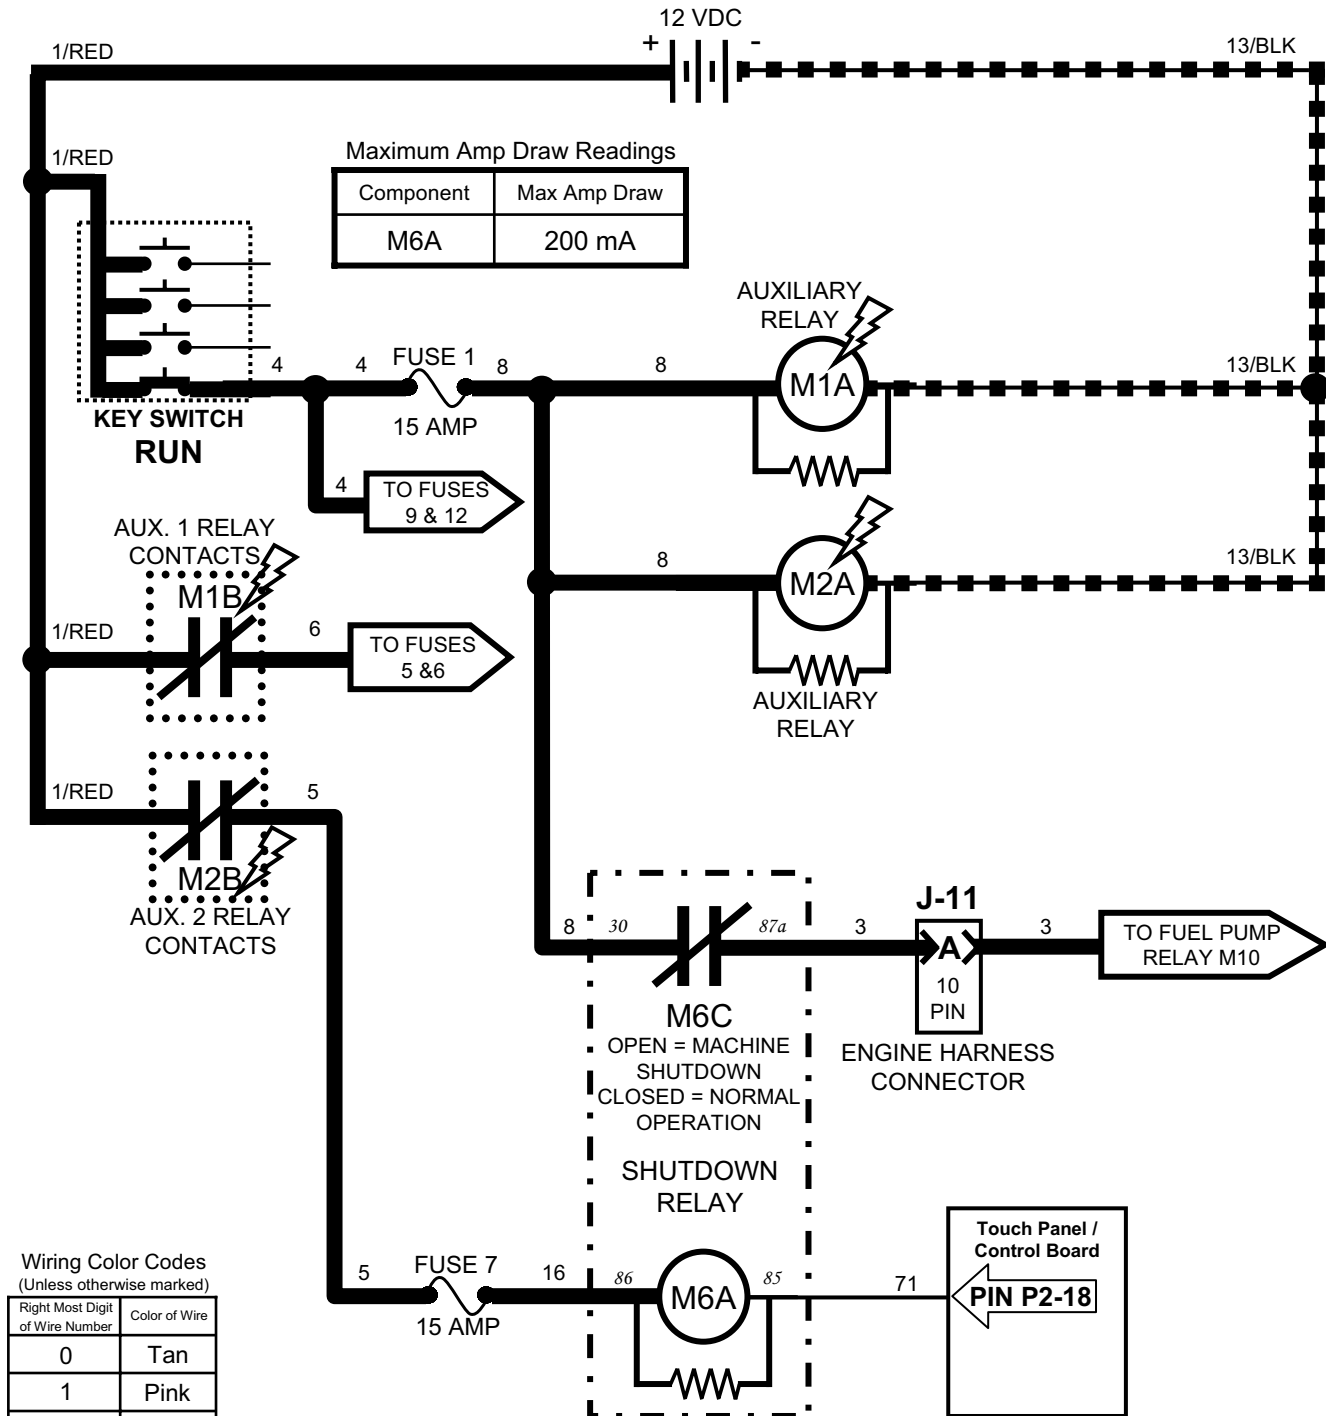 12 VDC
+ -
1/RED
13/BLK
1/RED
Maximum Amp Draw Readings
Component Max Amp Draw
M6A 200 mA
AUXILIARY
RELAY
M1A
13/BLK
4 4 FUSE 1 8 8
15 AMP
KEY SWITCH
RUN
4 TO FUSES
9 & 12
AUX. 1 RELAY
CONTACTS
M1B
1/RED 6
TO FUSES
5 &6
8 M2A 13/BLK
AUXILIARY
RELAY
1/RED 5
M2B
AUX. 2 RELAY
CONTACTS
8 30 87a 3
M6C
OPEN = MACHINE
SHUTDOWN
CLOSED = NORMAL
OPERATION
J-11
A
10
PIN
ENGINE HARNESS
CONNECTOR
3
TO FUEL PUMP
RELAY M10
SHUTDOWN
RELAY
5 FUSE 7 16 86 M6A 85 71
15 AMP
Touch Panel /
Control Board
PIN P2-18
Wiring Color Codes
(Unless otherwise marked)
Right Most Digit
of Wire Number
Color of Wire
0 Tan
1 Pink